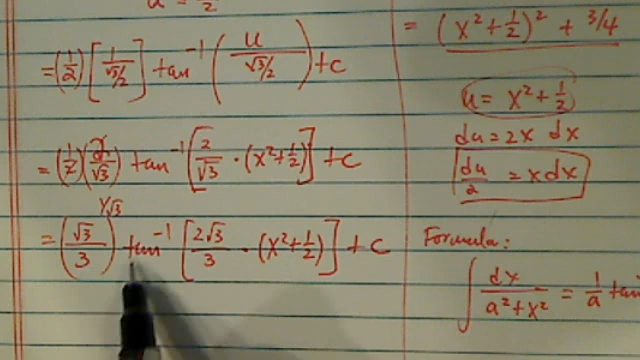 = (1/2) [1/(√3/2)] tan⁻¹ (u/(√3/2)) + C
= (1/2)(2/√3) tan⁻¹ [2/√3 · (x²+1/2)] + C
1/√3
= (√3/3) tan⁻¹ [2√3/3 · (x²+1/2)] + C
= (x²+1/2)² + 3/4
u = x²+1/2
du = 2x dx
du/2 = x dx
Formula:
∫ dx/(a²+x²) = 1/a tan